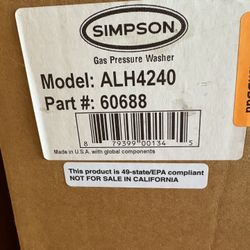 SIMPSON
Gas Pressure Washer
Model: ALH4240
Part #: 60688
8 79399 00134 5
Made in U.S.A. with global components
This product is 49-state/EPA compliant
NOT FOR SALE IN CALIFORNIA